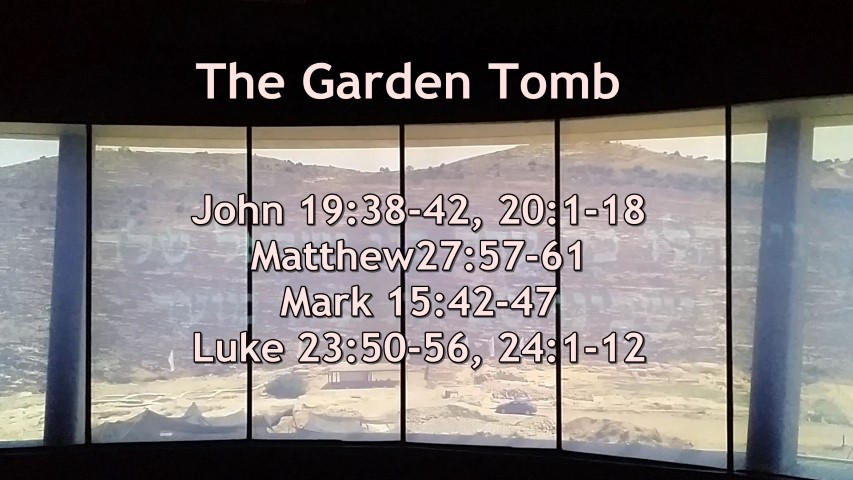 The Garden Tomb
John 19:38-42, 20:1-18
Matthew27:57-61
Mark 15:42-47
Luke 23:50-56, 24:1-12